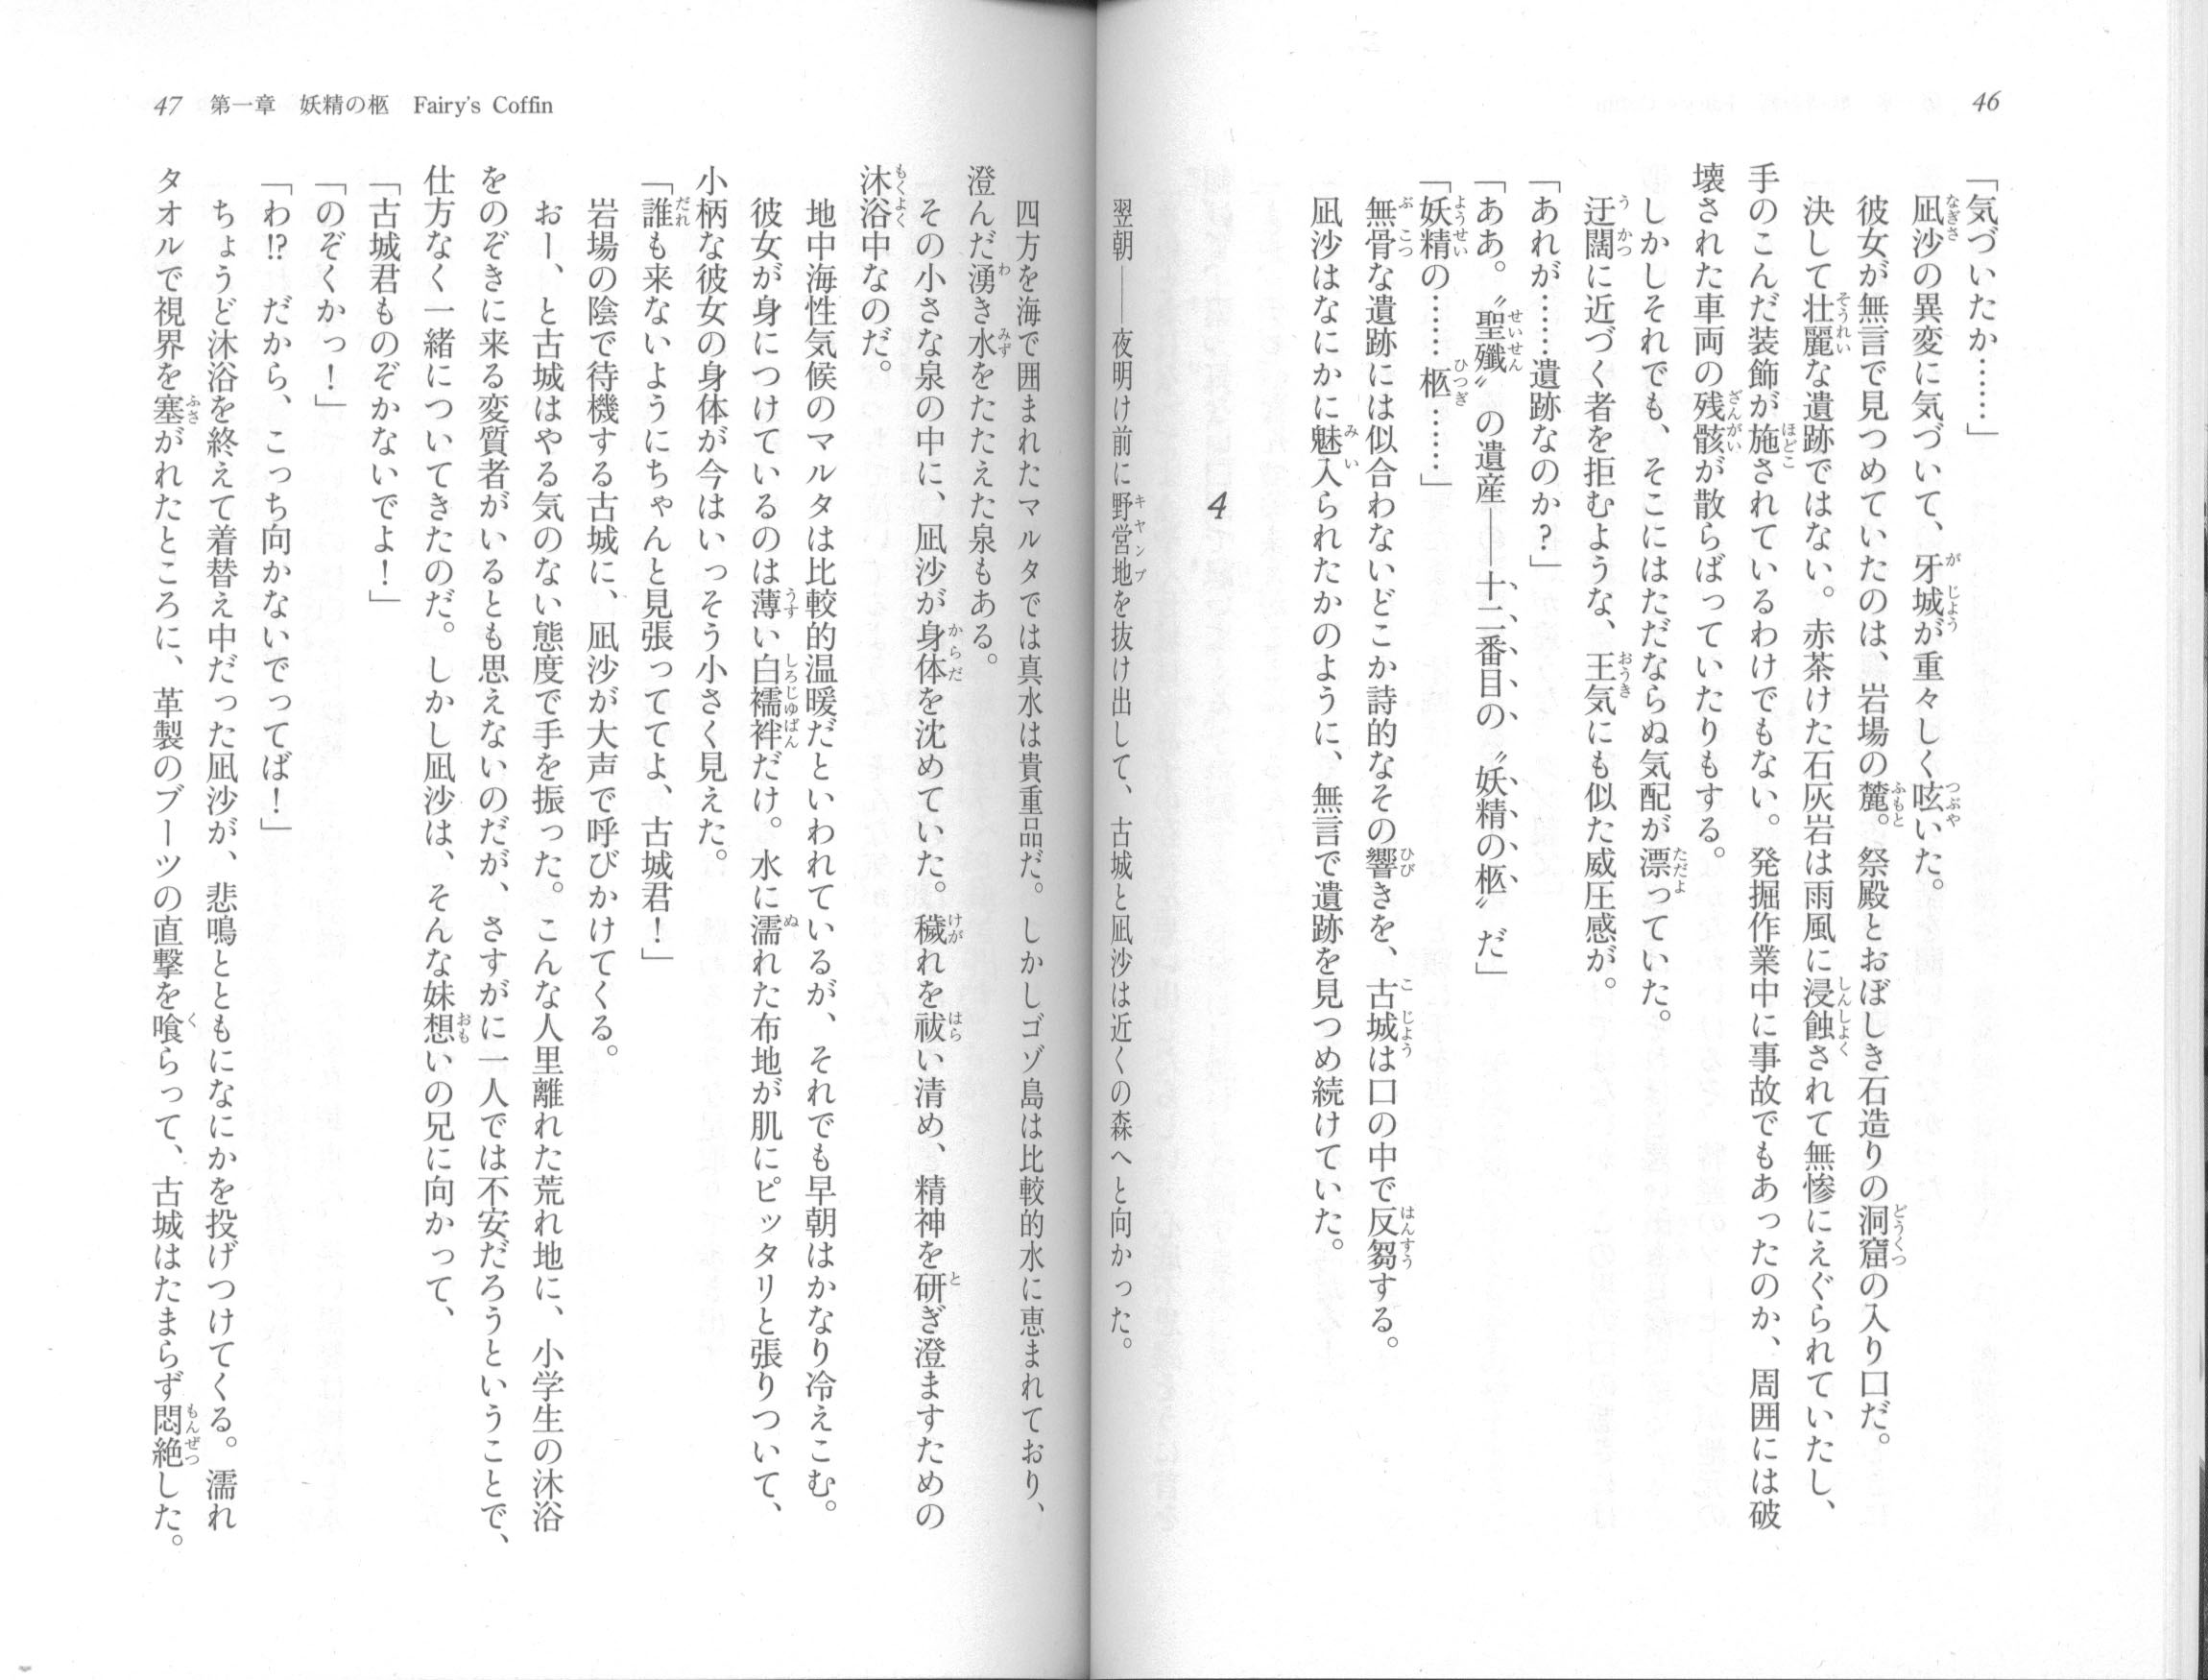 46
「気づいたか……」
凪沙の異変に気づいて、牙城が重々しく呟いた。
彼女が無言で見つめていたのは、岩場の麓。祭殿とおぼしき石造りの洞窟の入り口だ。
決して壮麗な遺跡ではない。赤茶けた石灰岩は雨風に浸蝕されて無惨にえぐられていたし、
手のこんだ装飾が施されているわけでもない。発掘作業中に事故でもあったのか、周囲には破
壊された車両の残骸が散らばっていたりもする。
しかしそれでも、そこにはただならぬ気配が漂っていた。
迂闊に近づく者を拒むような、王気にも似た威圧感が。
「あれが……遺跡なのか？」
「ああ。〝聖殲〟の遺産――十二番目の〝妖精の柩〟だ」
「妖精の……柩……」
無骨な遺跡には似合わないどこか詩的なその響きを、古城は口の中で反芻する。
凪沙はなにかに魅入られたかのように、無言で遺跡を見つめ続けていた。
4
翌朝――夜明け前に野営地を抜け出して、古城と凪沙は近くの森へと向かった。
47 第一章 妖精の柩 Fairy's Coffin
四方を海で囲まれたマルタでは真水は貴重品だ。しかしゴゾ島は比較的水に恵まれており、
澄んだ湧き水をたたえた泉もある。
その小さな泉の中に、凪沙が身体を沈めていた。穢れを祓い清め、精神を研ぎ澄ますための
沐浴中なのだ。
地中海性気候のマルタは比較的温暖だといわれているが、それでも早朝はかなり冷えこむ。
彼女が身につけているのは薄い白襦袢だけ。水に濡れた布地が肌にピッタリと張りついて、
小柄な彼女の身体が今はいっそう小さく見えた。
「誰も来ないようにちゃんと見張っててよ、古城君！」
岩場の陰で待機する古城に、凪沙が大声で呼びかけてくる。
おー、と古城はやる気のない態度で手を振った。こんな人里離れた荒れ地に、小学生の沐浴
をのぞきに来る変質者がいるとも思えないのだが、さすがに一人では不安だろうということで、
仕方なく一緒についてきたのだ。しかし凪沙は、そんな妹想いの兄に向かって、
「古城君ものぞかないでよ！」
「のぞくかっ！」
「わ!?　だから、こっち向かないでってば！」
ちょうど沐浴を終えて着替え中だった凪沙が、悲鳴とともになにかを投げつけてくる。濡れ
タオルで視界を塞がれたところに、革製のブーツの直撃を喰らって、古城はたまらず悶絶した。